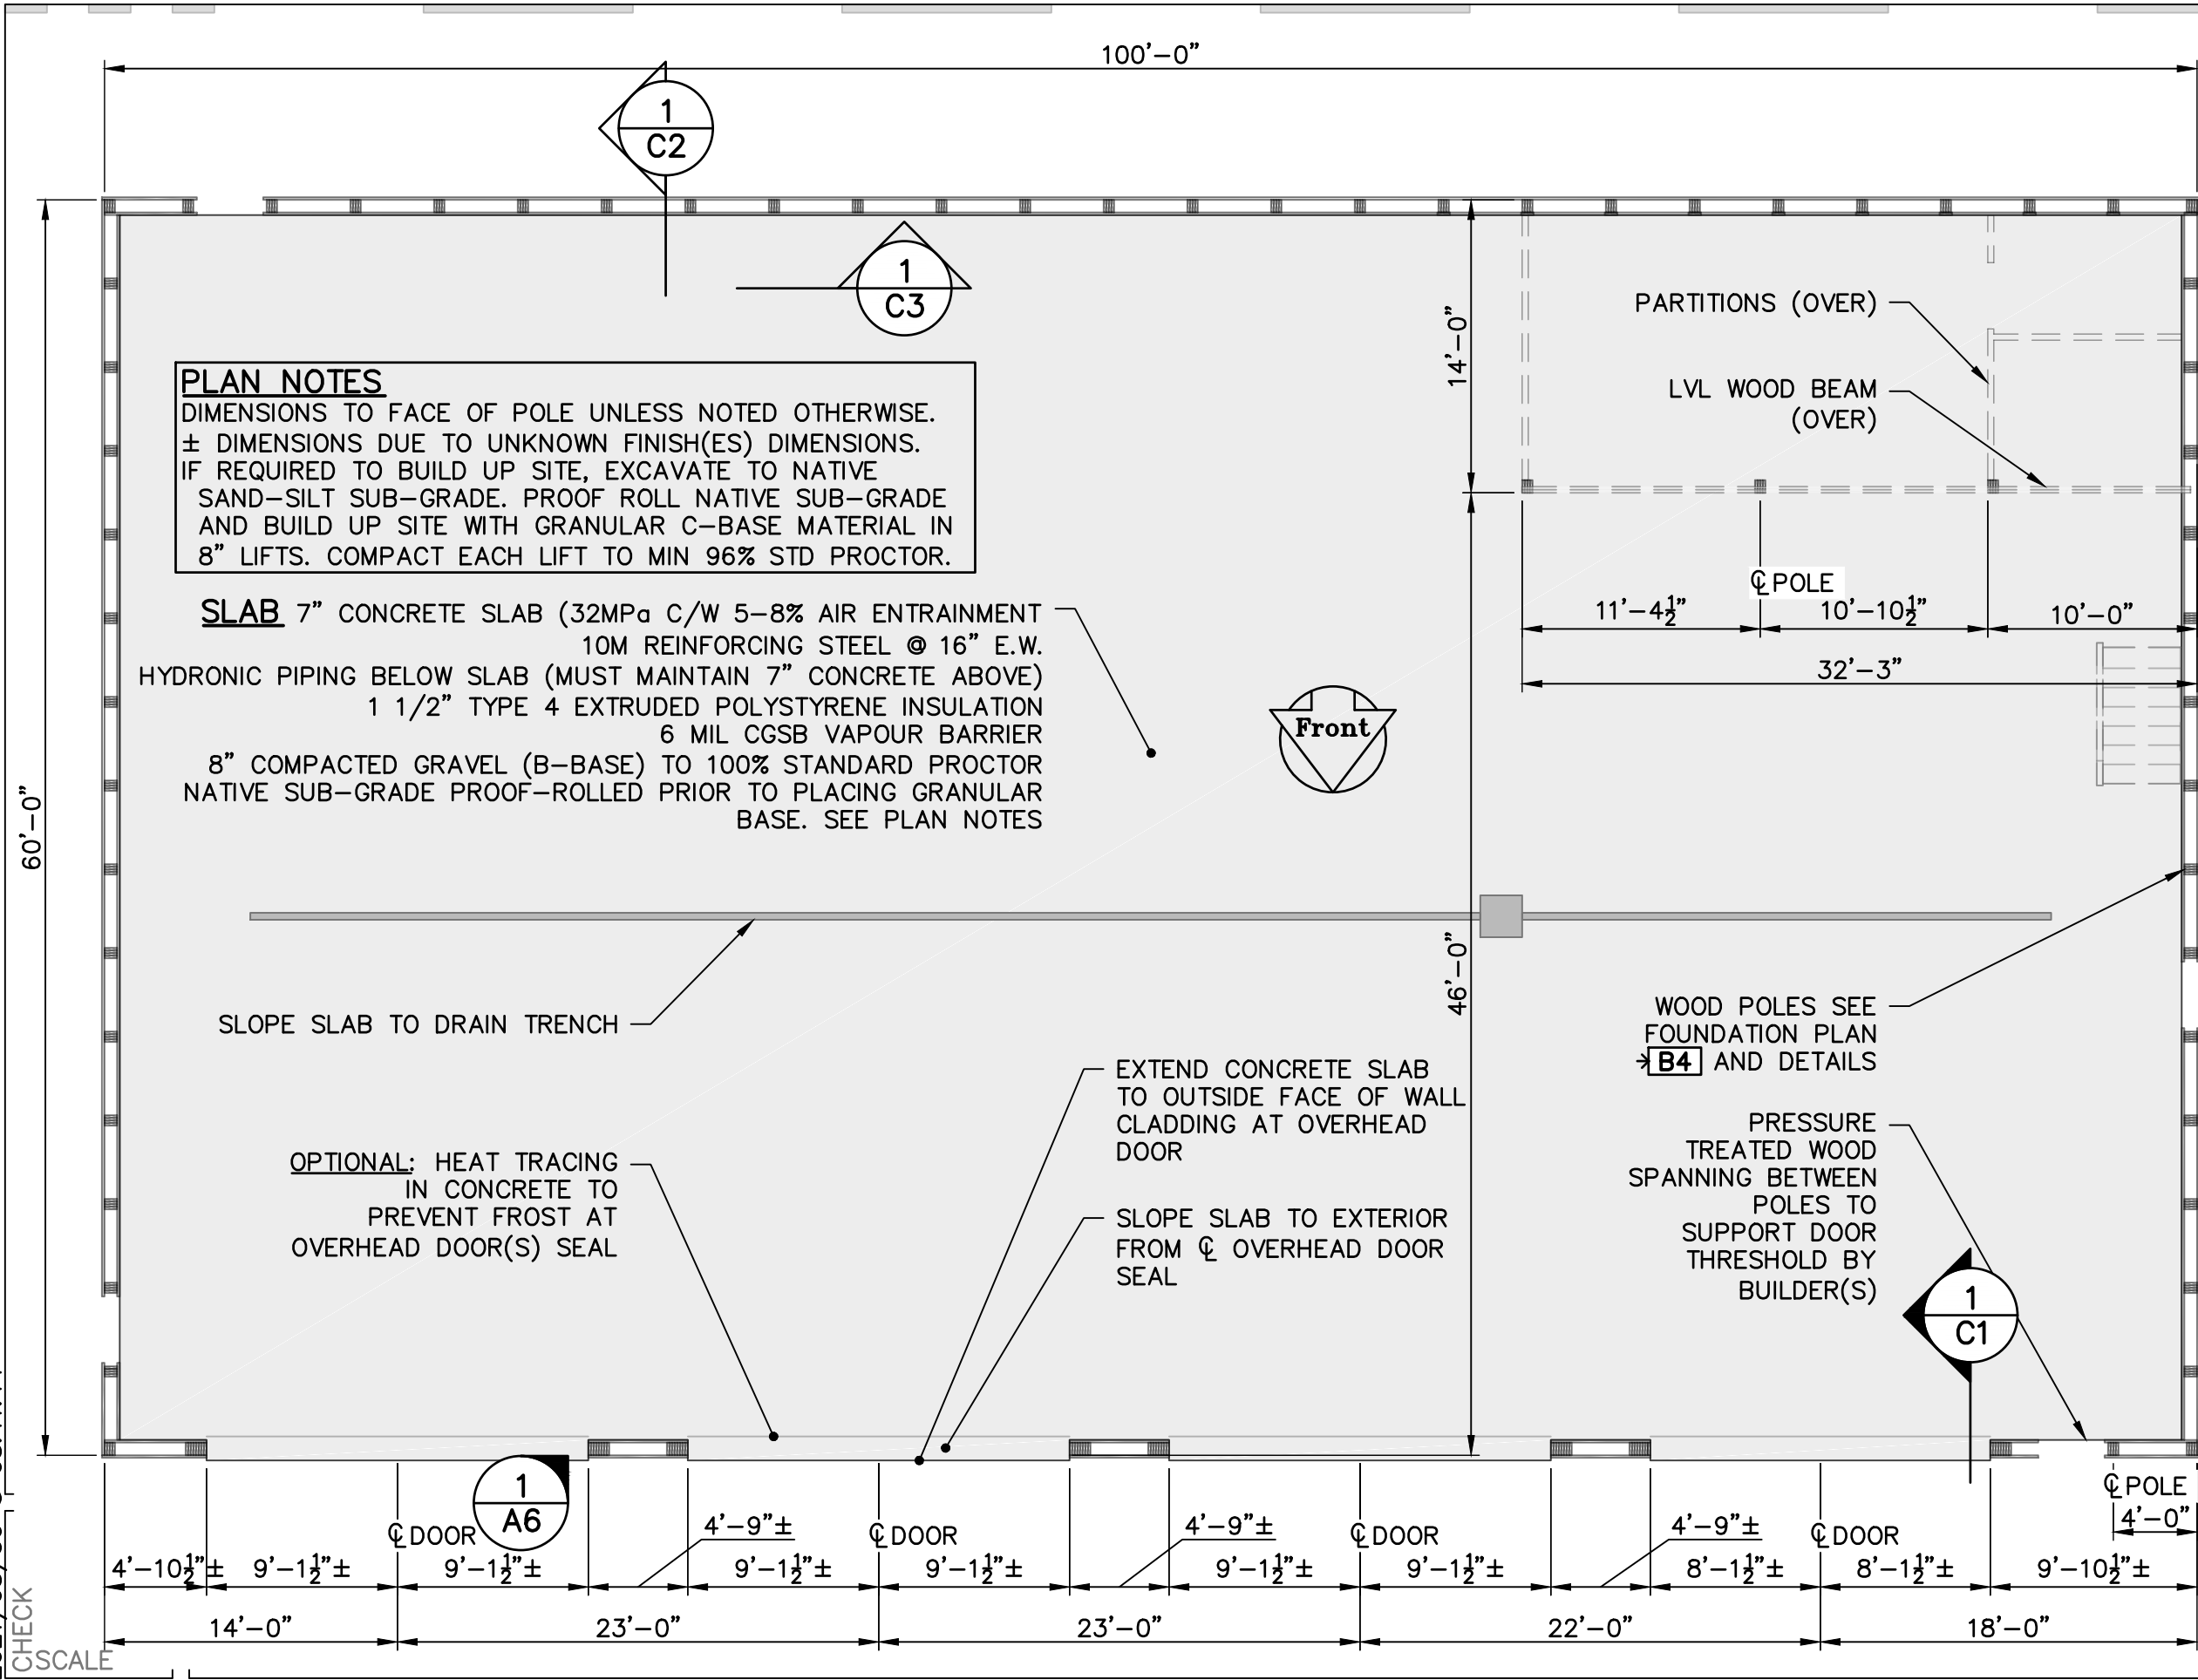 100'-0"
1
C2
1
C3
PARTITIONS (OVER)
14'-0"
LVL WOOD BEAM
(OVER)
PLAN NOTES
DIMENSIONS TO FACE OF POLE UNLESS NOTED OTHERWISE.
± DIMENSIONS DUE TO UNKNOWN FINISH(ES) DIMENSIONS.
IF REQUIRED TO BUILD UP SITE, EXCAVATE TO NATIVE
SAND-SILT SUB-GRADE. PROOF ROLL NATIVE SUB-GRADE
AND BUILD UP SITE WITH GRANULAR C-BASE MATERIAL IN
8" LIFTS. COMPACT EACH LIFT TO MIN 96% STD PROCTOR.
SLAB 7" CONCRETE SLAB (32MPa C/W 5-8% AIR ENTRAINMENT
10M REINFORCING STEEL @ 16" E.W.
HYDRONIC PIPING BELOW SLAB (MUST MAINTAIN 7" CONCRETE ABOVE)
1 1/2" TYPE 4 EXTRUDED POLYSTYRENE INSULATION
6 MIL CGSB VAPOUR BARRIER
8" COMPACTED GRAVEL (B-BASE) TO 100% STANDARD PROCTOR
NATIVE SUB-GRADE PROOF-ROLLED PRIOR TO PLACING GRANULAR
BASE. SEE PLAN NOTES
℄ POLE
11'-4½" 10'-10½" 10'-0"
32'-3"
Front
60'-0"
46'-0"
SLOPE SLAB TO DRAIN TRENCH
WOOD POLES SEE
FOUNDATION PLAN
B4 AND DETAILS
EXTEND CONCRETE SLAB
TO OUTSIDE FACE OF WALL
CLADDING AT OVERHEAD
DOOR
PRESSURE
TREATED WOOD
SPANNING BETWEEN
POLES TO
SUPPORT DOOR
THRESHOLD BY
BUILDER(S)
OPTIONAL: HEAT TRACING
IN CONCRETE TO
PREVENT FROST AT
OVERHEAD DOOR(S) SEAL
SLOPE SLAB TO EXTERIOR
FROM ℄ OVERHEAD DOOR
SEAL
1
C1
1
A6
℄ POLE
4'-0"
℄ DOOR 4'-9"± ℄ DOOR 4'-9"± ℄ DOOR 4'-9"± ℄ DOOR
4'-10½"± 9'-1½"± 9'-1½"± 9'-1½"± 9'-1½"± 9'-1½"± 9'-1½"± 8'-1½"± 8'-1½"± 9'-10½"±
14'-0" 23'-0" 23'-0" 22'-0" 18'-0"
CHECK
SCALE